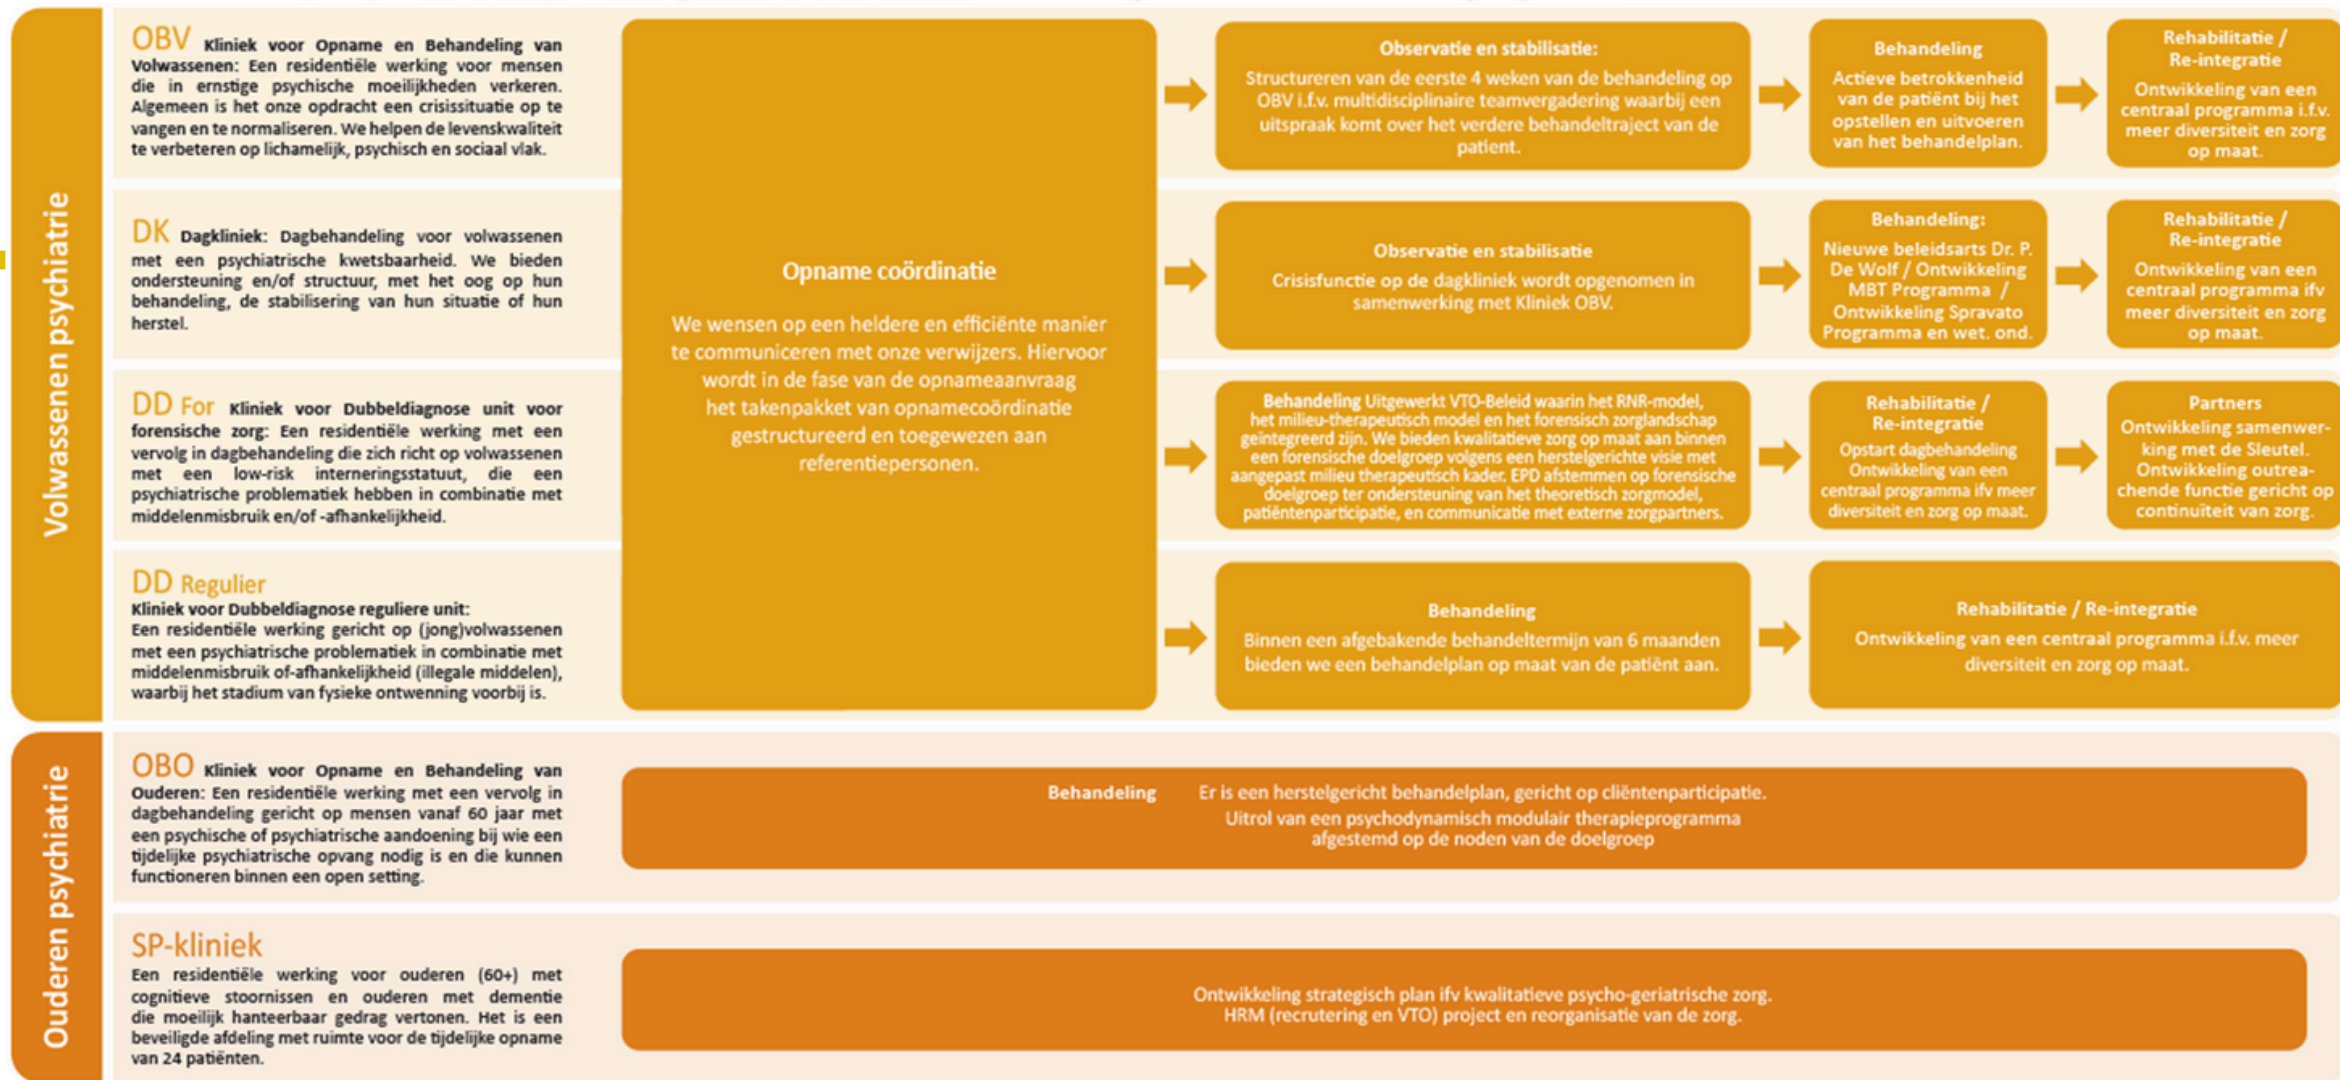 Volwassenen psychiatrie
OBV Kliniek voor Opname en Behandeling van
Volwassenen: Een residentiële werking voor mensen
die in ernstige psychische moeilijkheden verkeren.
Algemeen is het onze opdracht een crisissituatie op te
vangen en te normaliseren. We helpen de levenskwaliteit
te verbeteren op lichamelijk, psychisch en sociaal vlak.
DK Dagkliniek: Dagbehandeling voor volwassenen
met een psychiatrische kwetsbaarheid. We bieden
ondersteuning en/of structuur, met het oog op hun
behandeling, de stabilisering van hun situatie of hun
herstel.
DD For Kliniek voor Dubbeldiagnose unit voor
forensische zorg: Een residentiële werking met een
vervolg in dagbehandeling die zich richt op volwassenen
met een low-risk interneringsstatuut, die een
psychiatrische problematiek hebben in combinatie met
middelenmisbruik en/of -afhankelijkheid.
DD Regulier
Kliniek voor Dubbeldiagnose reguliere unit:
Een residentiële werking gericht op (jong)volwassenen
met een psychiatrische problematiek in combinatie met
middelenmisbruik of-afhankelijkheid (illegale middelen),
waarbij het stadium van fysieke ontwenning voorbij is.
Opname coördinatie
We wensen op een heldere en efficiënte manier
te communiceren met onze verwijzers. Hiervoor
wordt in de fase van de opnameaanvraag
het takenpakket van opnamecoördinatie
gestructureerd en toegewezen aan
referentiepersonen.
Observatie en stabilisatie:
Structureren van de eerste 4 weken van de behandeling op
OBV i.f.v. multidisciplinaire teamvergadering waarbij een
uitspraak komt over het verdere behandeltraject van de
patient.
Behandeling
Actieve betrokkenheid
van de patiënt bij het
opstellen en uitvoeren
van het behandelplan.
Rehabilitatie /
Re-integratie
Ontwikkeling van een
centraal programma i.f.v.
meer diversiteit en zorg
op maat.
Observatie en stabilisatie
Crisisfunctie op de dagkliniek wordt opgenomen in
samenwerking met Kliniek OBV.
Behandeling:
Nieuwe beleidsarts Dr. P.
De Wolf / Ontwikkeling
MBT Programma /
Ontwikkeling Spravato
Programma en wet. ond.
Rehabilitatie /
Re-integratie
Ontwikkeling van een
centraal programma ifv
meer diversiteit en zorg
op maat.
Behandeling Uitgewerkt VTO-Beleid waarin het RNR-model,
het milieu-therapeutisch model en het forensisch zorglandschap
geïntegreerd zijn. We bieden kwalitatieve zorg op maat aan binnen
een forensische doelgroep volgens een herstelgerichte visie met
aangepast milieu therapeutisch kader. EPD afstemmen op forensische
doelgroep ter ondersteuning van het theoretisch zorgmodel,
patiëntenparticipatie, en communicatie met externe zorgpartners.
Rehabilitatie /
Re-integratie
Opstart dagbehandeling
Ontwikkeling van een
centraal programma ifv meer
diversiteit en zorg op maat.
Partners
Ontwikkeling samenwer-
king met de Sleutel.
Ontwikkeling outrea-
chende functie gericht op
continuïteit van zorg.
Behandeling
Binnen een afgebakende behandeltermijn van 6 maanden
bieden we een behandelplan op maat van de patiënt aan.
Rehabilitatie / Re-integratie
Ontwikkeling van een centraal programma i.f.v. meer
diversiteit en zorg op maat.
Ouderen psychiatrie
OBO Kliniek voor Opname en Behandeling van
Ouderen: Een residentiële werking met een vervolg in
dagbehandeling gericht op mensen vanaf 60 jaar met
een psychische of psychiatrische aandoening bij wie een
tijdelijke psychiatrische opvang nodig is en die kunnen
functioneren binnen een open setting.
Behandeling Er is een herstelgericht behandelplan, gericht op cliëntenparticipatie.
Uitrol van een psychodynamisch modulair therapieprogramma
afgestemd op de noden van de doelgroep
SP-kliniek
Een residentiële werking voor ouderen (60+) met
cognitieve stoornissen en ouderen met dementie
die moeilijk hanteerbaar gedrag vertonen. Het is een
beveiligde afdeling met ruimte voor de tijdelijke opname
van 24 patiënten.
Ontwikkeling strategisch plan ifv kwalitatieve psycho-geriatrische zorg.
HRM (recrutering en VTO) project en reorganisatie van de zorg.